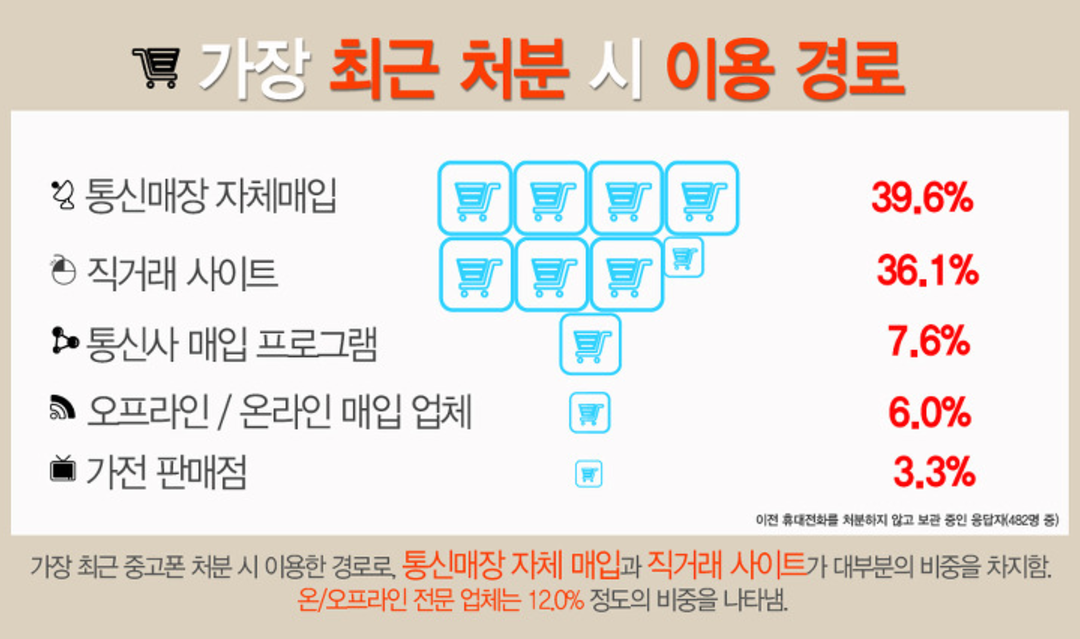 가장 최근 처분 시 이용 경로
통신매장 자체매입 39.6%
직거래 사이트 36.1%
통신사 매입 프로그램 7.6%
오프라인 / 온라인 매입 업체 6.0%
가전 판매점 3.3%
이전 휴대전화를 처분하지 않고 보관 중인 응답자(482명 중)
가장 최근 중고폰 처분 시 이용한 경로로, 통신매장 자체 매입과 직거래 사이트가 대부분의 비중을 차지함.
온/오프라인 전문 업체는 12.0% 정도의 비중을 나타냄.